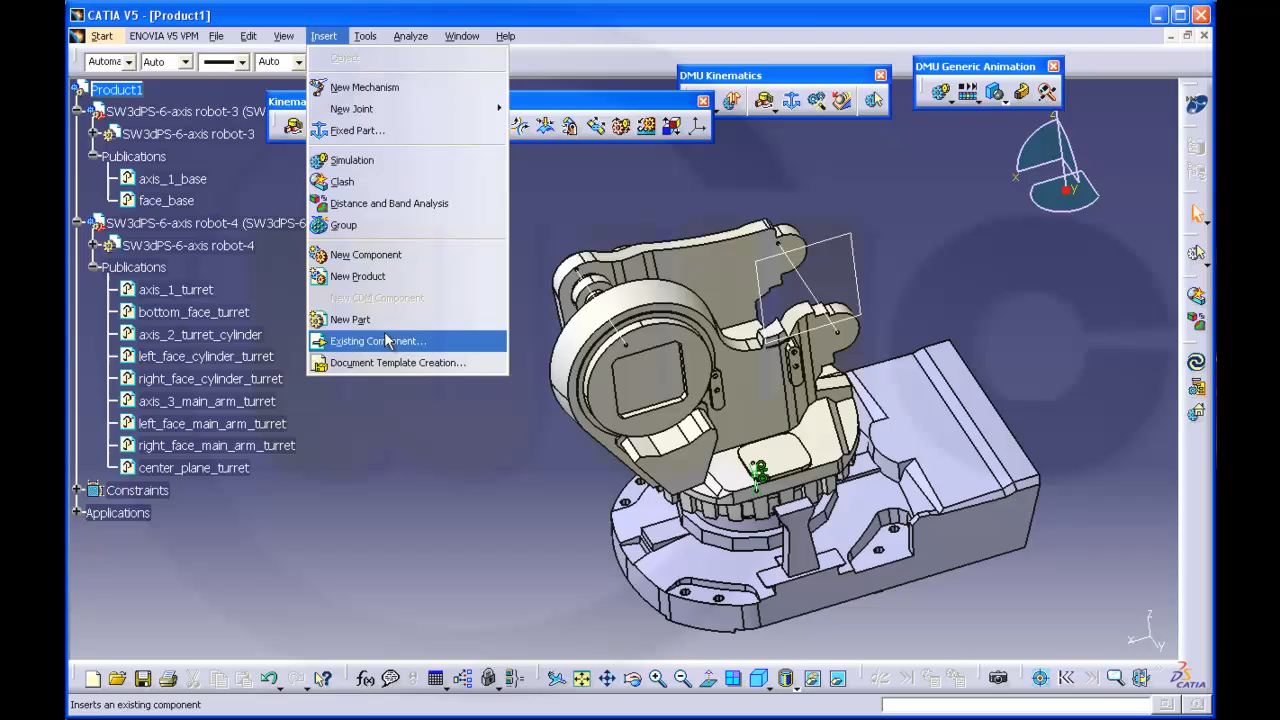 CATIA V5 - [Product1]
Start ENOVIA V5 VPM File Edit View Insert Tools Analyze Window Help
Automa Auto Auto
Product1
SW3dPS-6-axis robot-3 (SW
SW3dPS-6-axis robot-3
Publications
axis_1_base
face_base
SW3dPS-6-axis robot-4 (SW3dPS-6
SW3dPS-6-axis robot-4
Publications
axis_1_turret
bottom_face_turret
axis_2_turret_cylinder
left_face_cylinder_turret
right_face_cylinder_turret
axis_3_main_arm_turret
left_face_main_arm_turret
right_face_main_arm_turret
center_plane_turret
Constraints
Applications
Kinema
Object
New Mechanism
New Joint
Fixed Part...
Simulation
Clash
Distance and Band Analysis
Group
New Component
New Product
New CDM Component
New Part
Existing Component...
Document Template Creation...
DMU Kinematics
DMU Generic Animation
z
x
y
z
x
y
f(x)
CATIA
Inserts an existing component